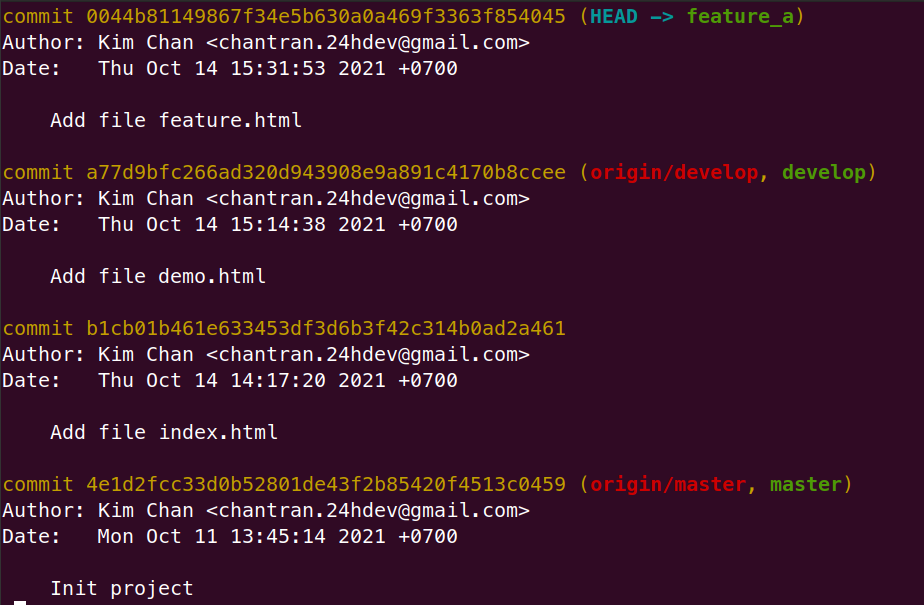 commit 0044b81149867f34e5b630a0a469f3363f854045 (HEAD -> feature_a)
Author: Kim Chan <chantran.24hdev@gmail.com>
Date:   Thu Oct 14 15:31:53 2021 +0700
    Add file feature.html
commit a77d9bfc266ad320d943908e9a891c4170b8ccee (origin/develop, develop)
Author: Kim Chan <chantran.24hdev@gmail.com>
Date:   Thu Oct 14 15:14:38 2021 +0700
    Add file demo.html
commit b1cb01b461e633453df3d6b3f42c314b0ad2a461
Author: Kim Chan <chantran.24hdev@gmail.com>
Date:   Thu Oct 14 14:17:20 2021 +0700
    Add file index.html
commit 4e1d2fcc33d0b52801de43f2b85420f4513c0459 (origin/master, master)
Author: Kim Chan <chantran.24hdev@gmail.com>
Date:   Mon Oct 11 13:45:14 2021 +0700
    Init project